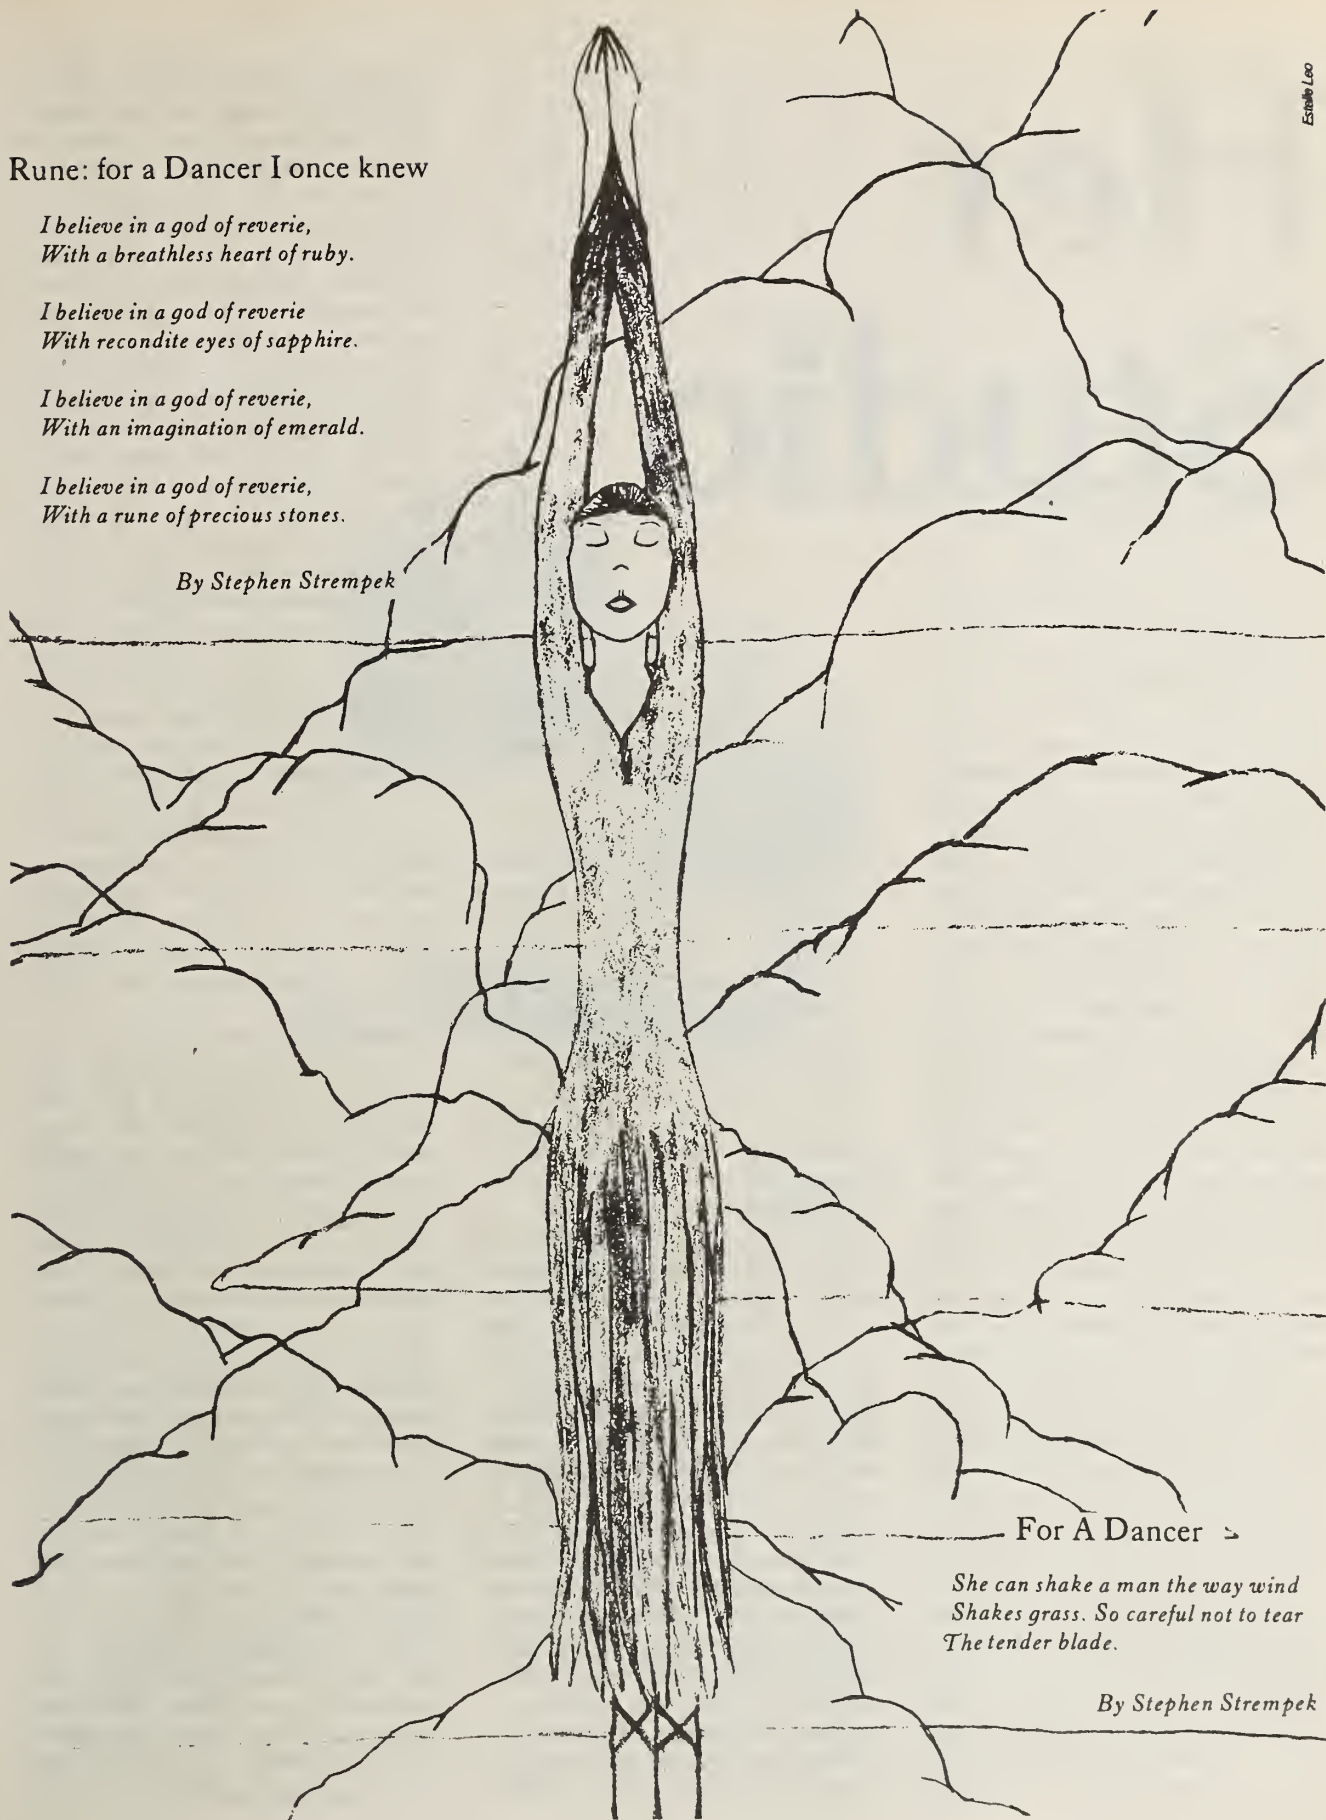 Estelle Leo
Rune: for a Dancer I once knew
I believe in a god of reverie,
With a breathless heart of ruby.
I believe in a god of reverie
With recondite eyes of sapphire.
I believe in a god of reverie,
With an imagination of emerald.
I believe in a god of reverie,
With a rune of precious stones.
By Stephen Strempek
For A Dancer
She can shake a man the way wind
Shakes grass. So careful not to tear
The tender blade.
By Stephen Strempek